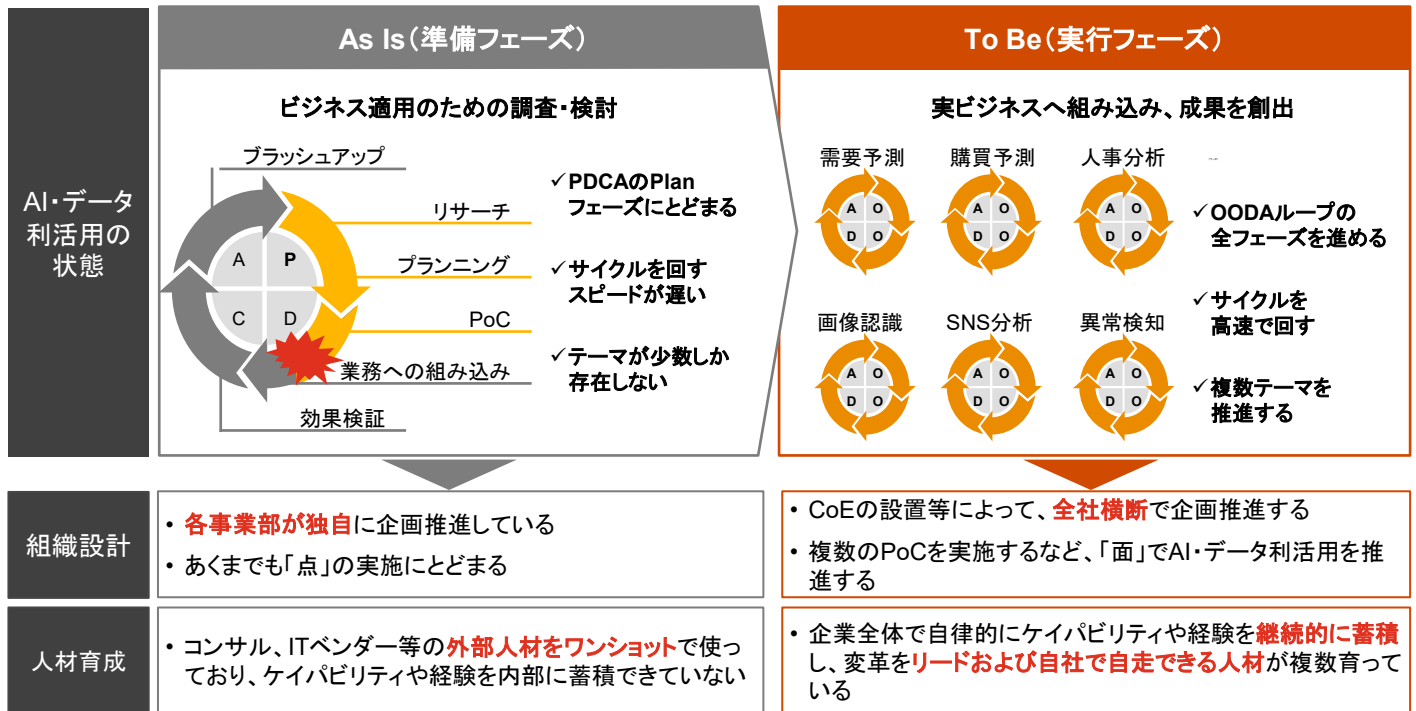 As Is（準備フェーズ）
To Be（実行フェーズ）
AI・データ
利活用の
状態
ビジネス適用のための調査・検討
ブラッシュアップ
リサーチ
プランニング
PoC
業務への組み込み
効果検証
A
P
C
D
✓PDCAのPlan
フェーズにとどまる
✓サイクルを回す
スピードが遅い
✓テーマが少数しか
存在しない
実ビジネスへ組み込み、成果を創出
需要予測
購買予測
人事分析
A O
D O
A O
D O
A O
D O
画像認識
SNS分析
異常検知
A O
D O
A O
D O
A O
D O
✓OODAループの
全フェーズを進める
✓サイクルを
高速で回す
✓複数テーマを
推進する
組織設計
• 各事業部が独自に企画推進している
• あくまでも「点」の実施にとどまる
• CoEの設置等によって、全社横断で企画推進する
• 複数のPoCを実施するなど、「面」でAI・データ利活用を推
進する
人材育成
• コンサル、ITベンダー等の外部人材をワンショットで使っ
ており、ケイパビリティや経験を内部に蓄積できていない
• 企業全体で自律的にケイパビリティや経験を継続的に蓄積
し、変革をリードおよび自社で自走できる人材が複数育って
いる